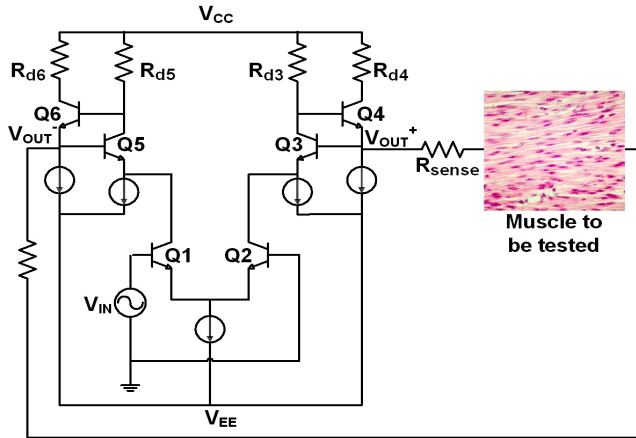 VCC
Rd6
Rd5
Rd3
Rd4
Q6
Q4
VOUT-
Q5
Q3
VOUT+
Rsense
Muscle to
be tested
Q1
Q2
VIN
VEE